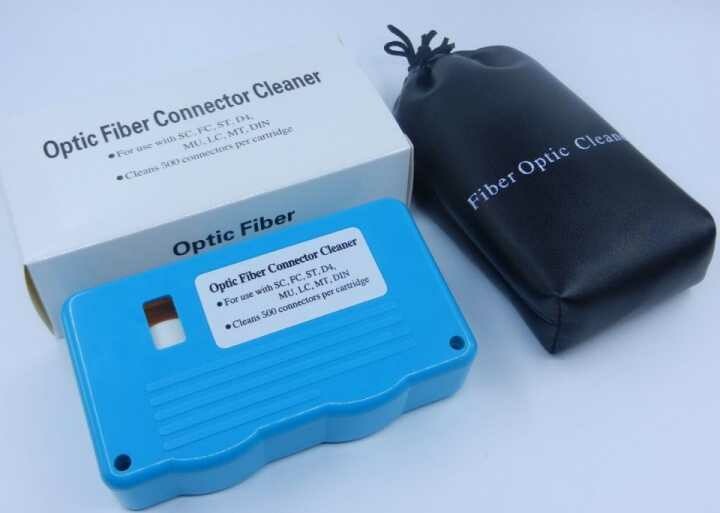 Optic Fiber Connector Cleaner
•For use with SC, FC, ST, D4,
MU, LC, MT, DIN
•Cleans 500 connectors per cartridge
Optic Fiber
Optic Fiber Connector Cleaner
•For use with SC, FC, ST, D4,
MU, LC, MT, DIN
•Cleans 500 connectors per cartridge
Fiber Optic Clean